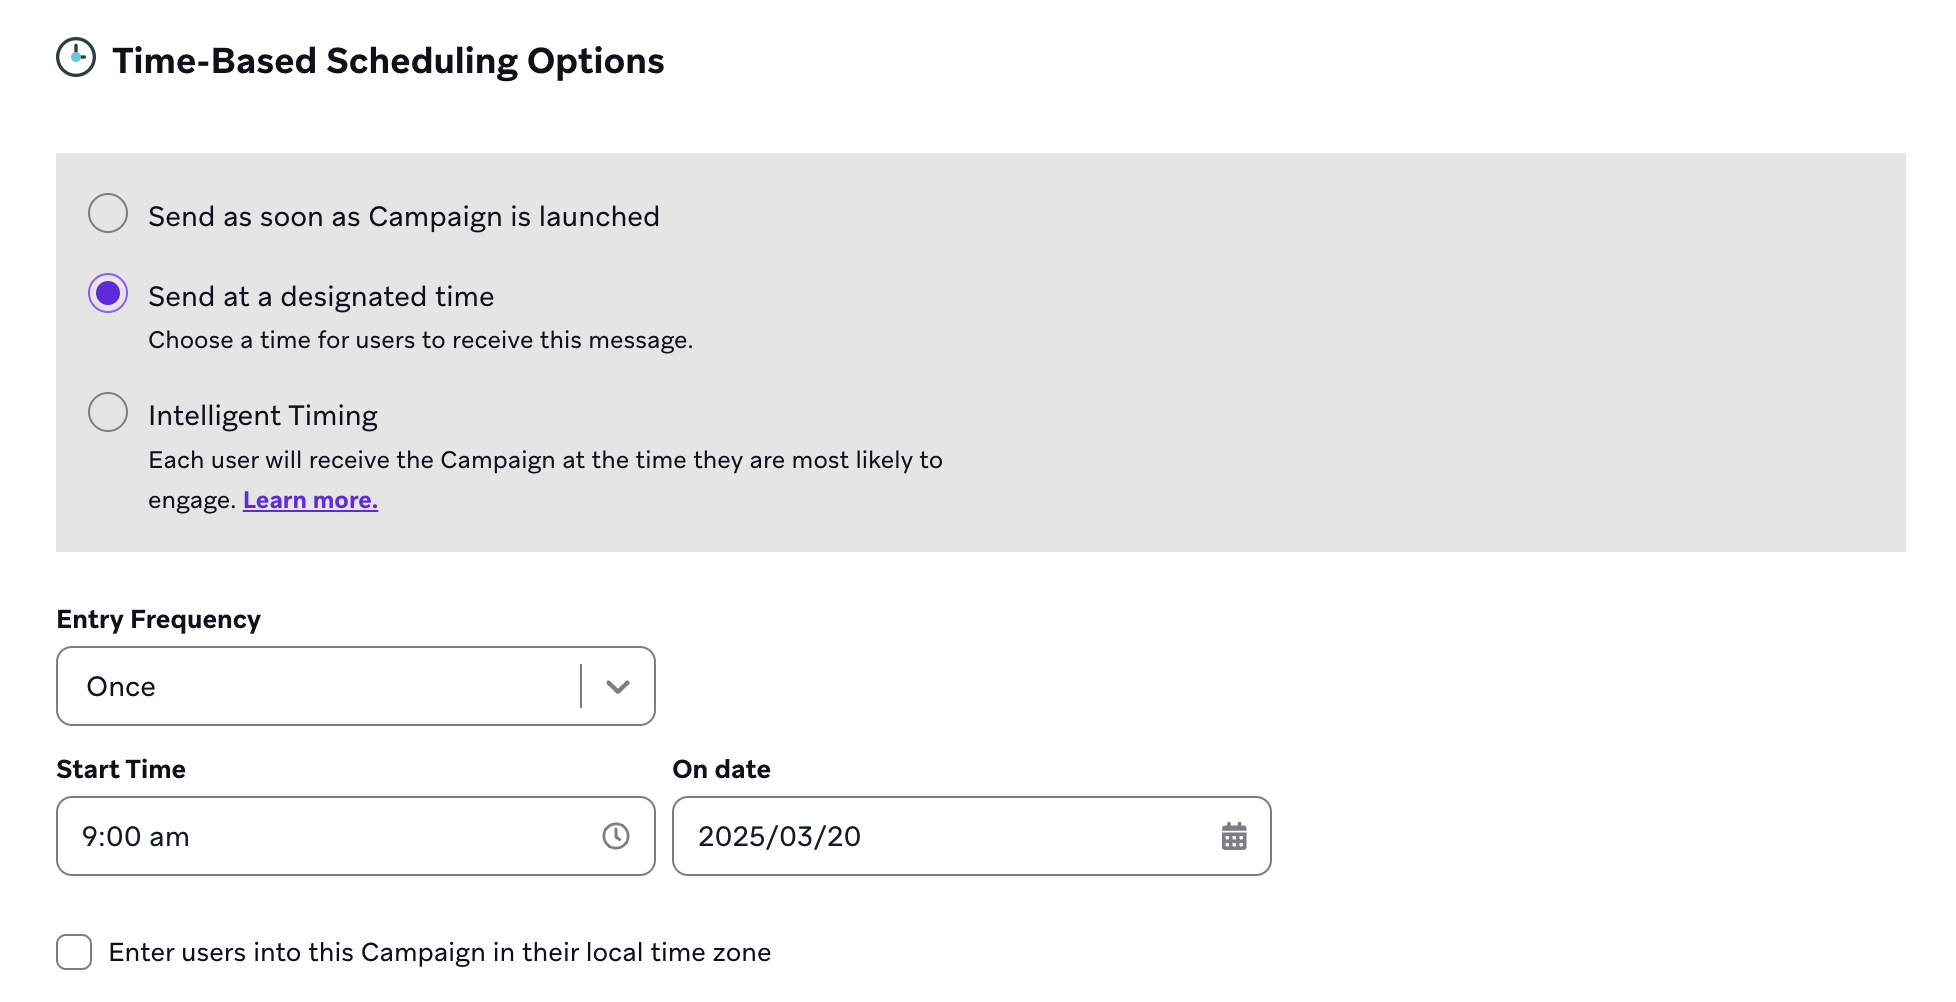 Time-Based Scheduling Options
Send as soon as Campaign is launched
Send at a designated time
Choose a time for users to receive this message.
Intelligent Timing
Each user will receive the Campaign at the time they are most likely to
engage. Learn more.
Entry Frequency
Once
Start Time
On date
9:00 am
2025/03/20
Enter users into this Campaign in their local time zone